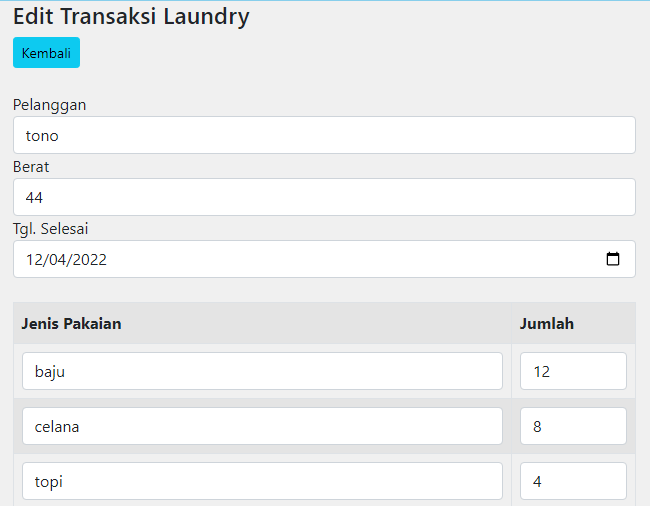 Edit Transaksi Laundry
Kembali
Pelanggan
tono
Berat
44
Tgl. Selesai
12/04/2022
Jenis Pakaian Jumlah
baju 12
celana 8
topi 4